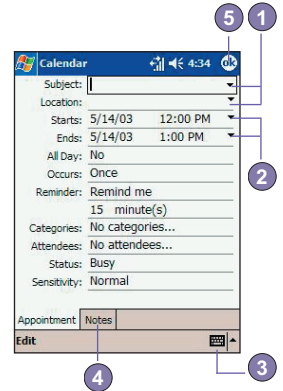 5 1
Calendar 4:34 ok
Subject:
Location:
Starts: 5/14/03 12:00 PM
Ends: 5/14/03 1:00 PM
2
All Day: No
Occurs: Once
Reminder: Remind me
15 minute(s)
Categories: No categories...
Attendees: No attendees...
Status: Busy
Sensitivity: Normal
Appointment Notes
Edit
4 3